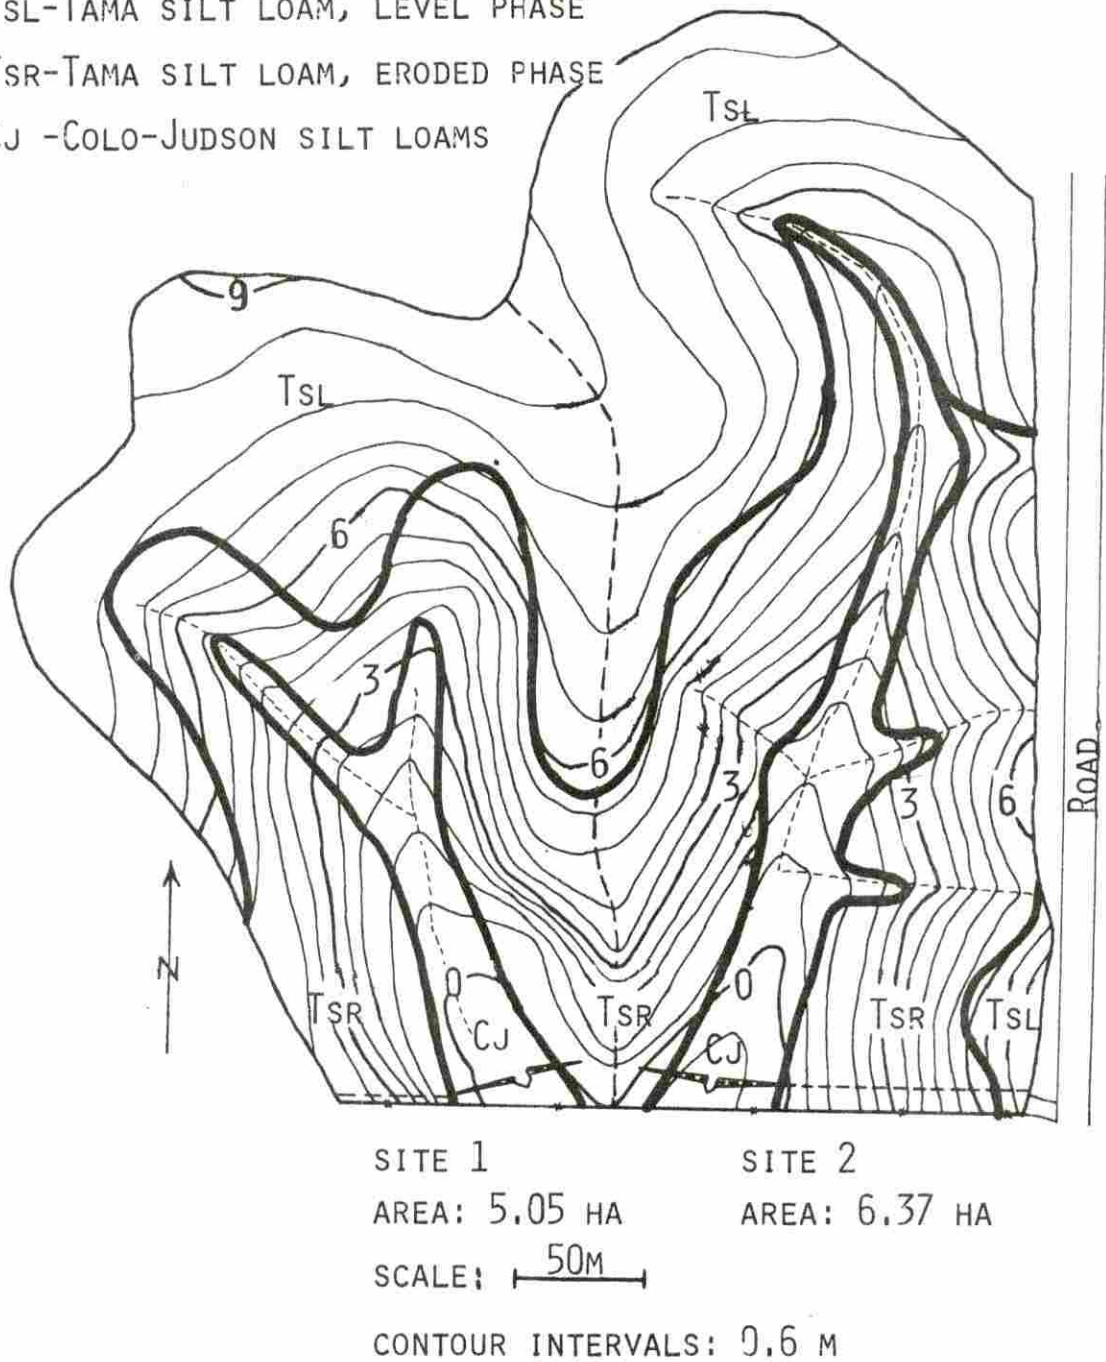 SL-TAMA SILT LOAM, LEVEL PHASE
TSR-TAMA SILT LOAM, ERODED PHASE
CJ -COLO-JUDSON SILT LOAMS
TSL
9
TSL
6
3
6
3
3
6
ROAD
N
0
0
TSR
TSR
TSR
TSL
CJ
CJ
SITE 1
AREA: 5.05 HA
SITE 2
AREA: 6.37 HA
SCALE: 50M
CONTOUR INTERVALS: 0.6 M